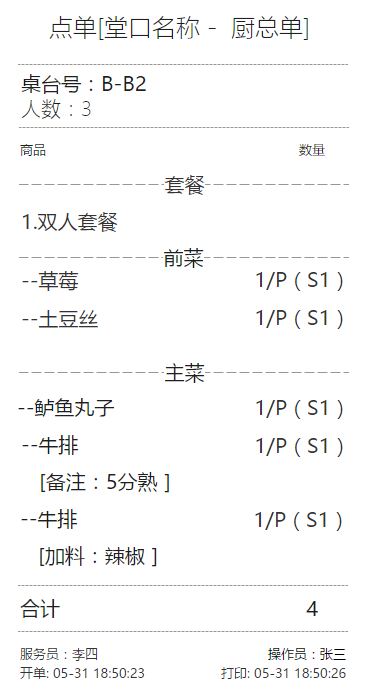 点单[堂口名称 - 厨总单]
桌台号：B-B2
人数：3
商品 数量
套餐
1.双人套餐
前菜
--草莓 1/P（S1）
--土豆丝 1/P（S1）
主菜
--鲈鱼丸子 1/P（S1）
--牛排 1/P（S1）
[备注：5分熟 ]
--牛排 1/P（S1）
[加料：辣椒 ]
合计 4
服务员：李四 操作员：张三
开单: 05-31 18:50:23 打印: 05-31 18:50:26